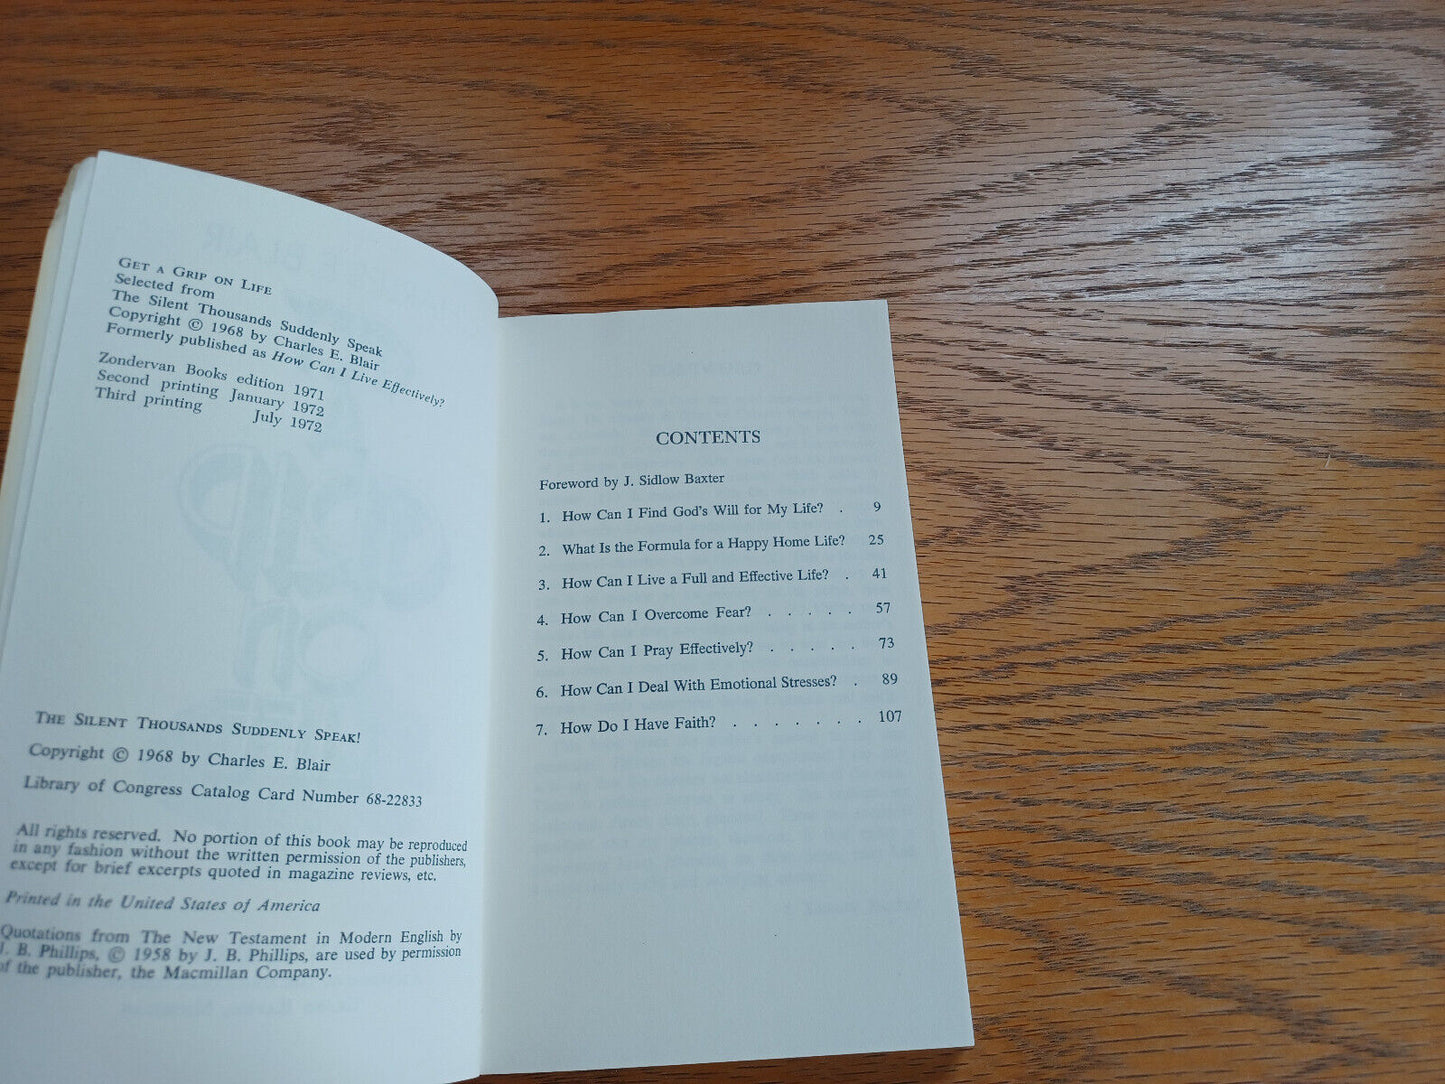 GET A GRIP ON LIFE
Selected from
The Silent Thousands Suddenly Speak
Copyright © 1968 by Charles E. Blair
Formerly published as How Can I Live Effectively?
Zondervan Books edition 1971
Second printing January 1972
Third printing July 1972
THE SILENT THOUSANDS SUDDENLY SPEAK!
Copyright © 1968 by Charles E. Blair
Library of Congress Catalog Card Number 68-22833
All rights reserved. No portion of this book may be reproduced
in any fashion without the written permission of the publishers,
except for brief excerpts quoted in magazine reviews, etc.
Printed in the United States of America
Quotations from The New Testament in Modern English by
J. B. Phillips, © 1958 by J. B. Phillips, are used by permission
of the publisher, the Macmillan Company.
CONTENTS
Foreword by J. Sidlow Baxter
1. How Can I Find God's Will for My Life? . 9
2. What Is the Formula for a Happy Home Life? 25
3. How Can I Live a Full and Effective Life? . 41
4. How Can I Overcome Fear? . . . . . 57
5. How Can I Pray Effectively? . . . . . 73
6. How Can I Deal With Emotional Stresses? . 89
7. How Do I Have Faith? . . . . . . . 107